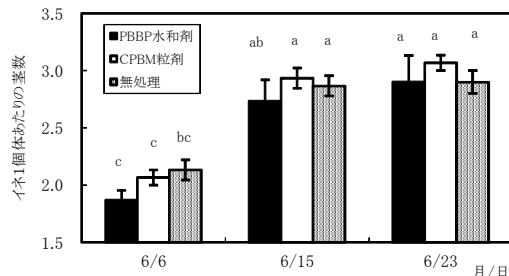 3.5
3.0
2.5
2.0
1.5
イネ1個体あたりの茎数
PBBP水和剤
CPBM粒剤
無処理
c c bc
ab a a
a a a
6/6 6/15 6/23
月/日